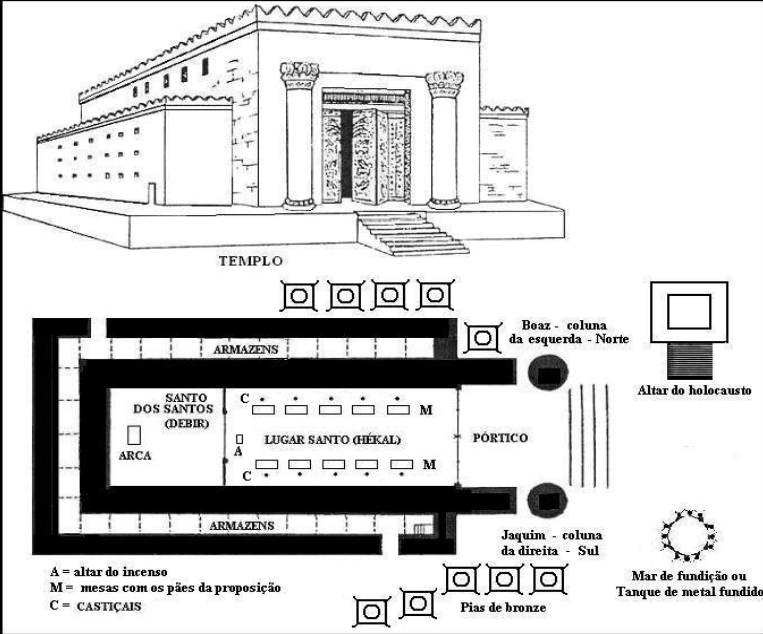 TEMPLO
Boaz - coluna
da esquerda - Norte
ARMAZENS
Altar do holocausto
SANTO
DOS SANTOS
(DEBIR)
C
M
LUGAR SANTO (HÉKAL)
PÓRTICO
A
ARCA
M
C
ARMAZENS
Jaquim - coluna
da direita - Sul
A = altar do incenso
M = mesas com os pães da proposição
C = CASTIÇAIS
Pias de bronze
Mar de fundição ou
Tanque de metal fundido